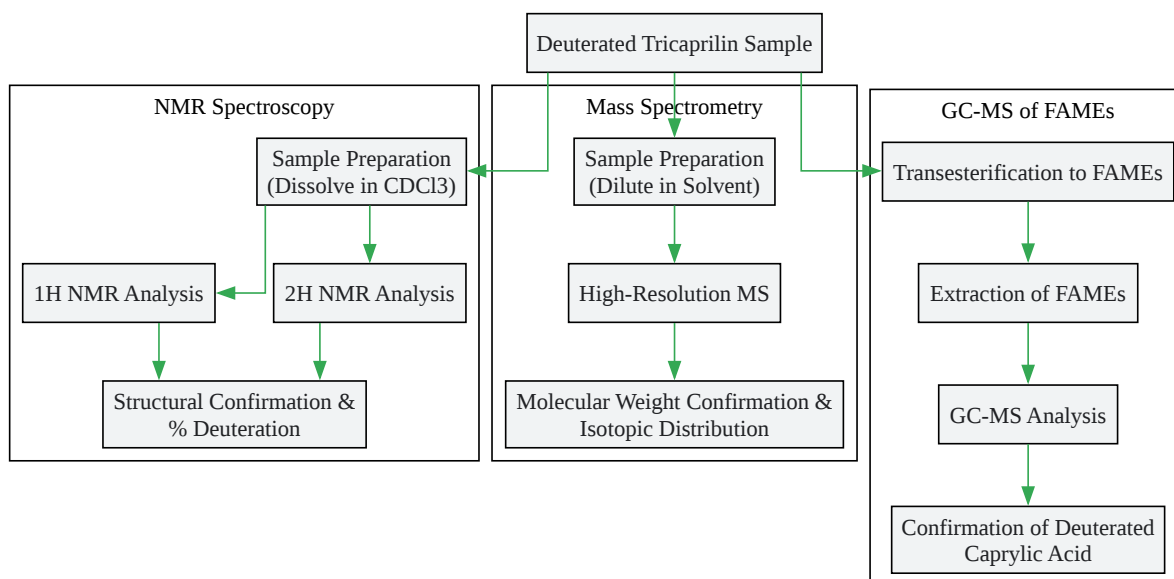 Deuterated Tricaprilin Sample
NMR Spectroscopy
Sample Preparation
(Dissolve in CDCl3)
1H NMR Analysis
2H NMR Analysis
Structural Confirmation &
% Deuteration
Mass Spectrometry
Sample Preparation
(Dilute in Solvent)
High-Resolution MS
Molecular Weight Confirmation &
Isotopic Distribution
GC-MS of FAMEs
Transesterification to FAMEs
Extraction of FAMEs
GC-MS Analysis
Confirmation of Deuterated
Caprylic Acid